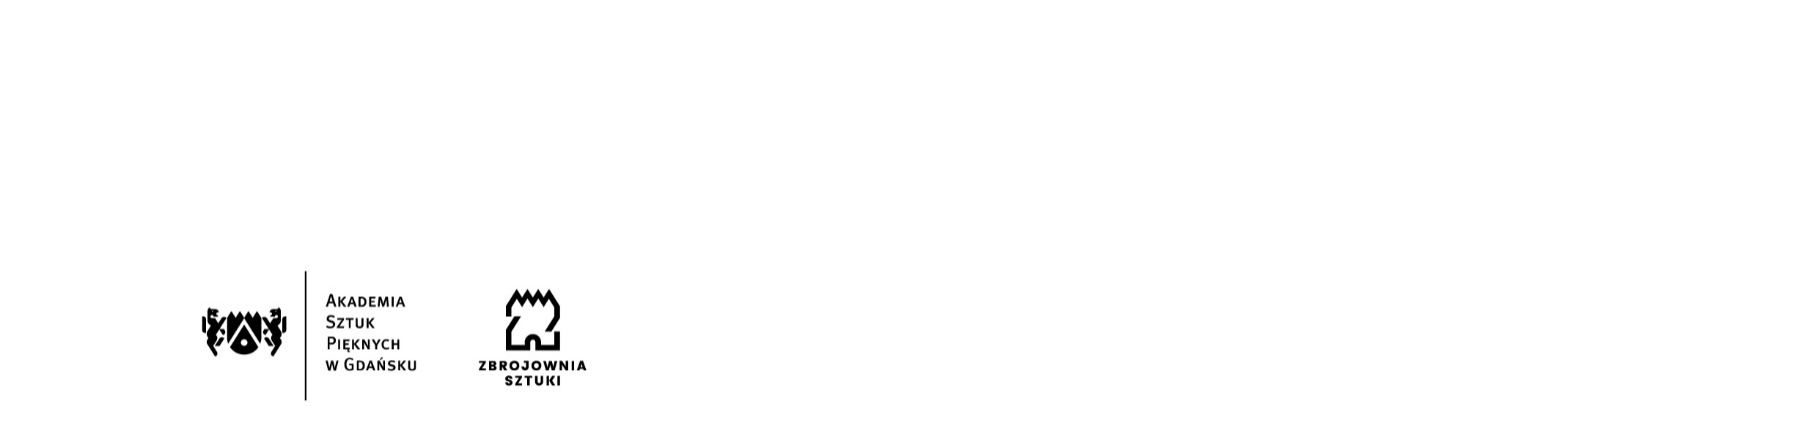 Akademia
Sztuk
Pięknych
w Gdańsku
ZBROJOWNIA
SZTUKI